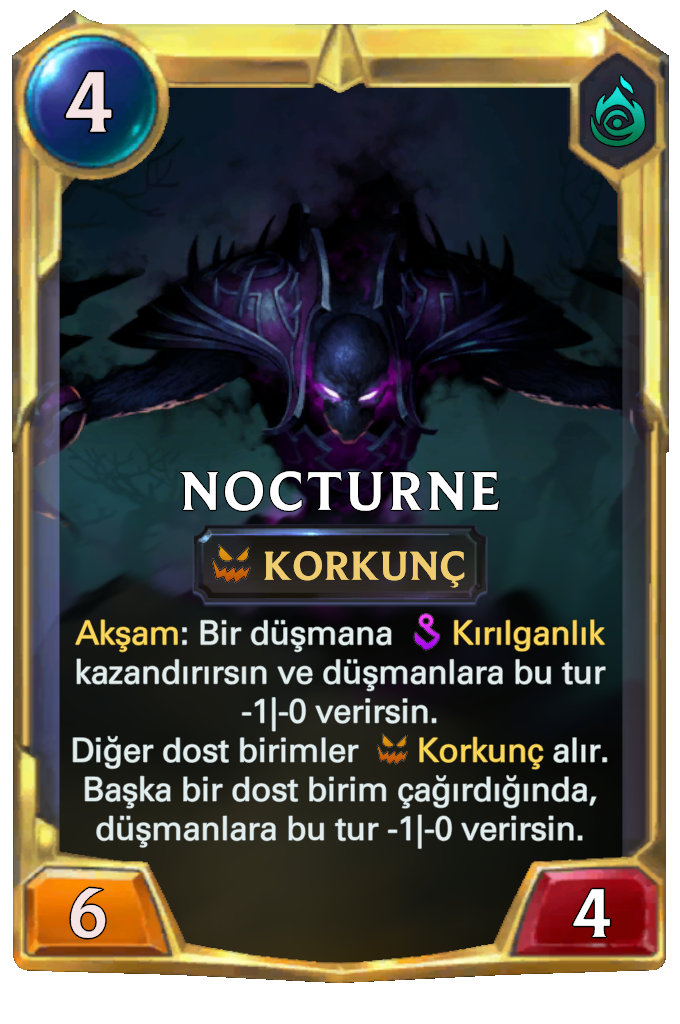 4
NOCTURNE
KORKUNÇ
Akşam: Bir düşmana Kırılganlık
kazandırırsın ve düşmanlara bu tur
-1|-0 verirsin.
Diğer dost birimler Korkunç alır.
Başka bir dost birim çağırdığında,
düşmanlara bu tur -1|-0 verirsin.
6
4